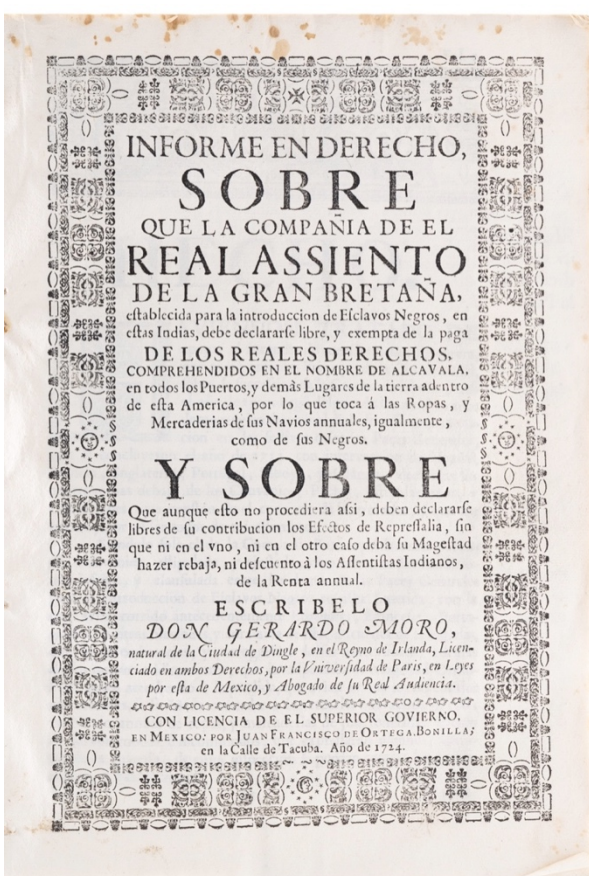 INFORME EN DERECHO,
SOBRE
QUE LA COMPAÑIA DE EL
REAL ASSIENTO
DE LA GRAN BRETAÑA,
eſtablecida para la introduccion de Eſclavos Negros, en
eſtas Indias, debe declararſe libre, y exempta de la paga
DE LOS REALES DERECHOS,
COMPREHENDIDOS EN EL NOMBRE DE ALCAVALA,
en todos los Puertos, y demàs Lugares de la tierra adentro
de eſta America, por lo que toca á las Ropas, y
Mercaderias de ſus Navios annuales, igualmente,
como de ſus Negros.
Y SOBRE
Que aunque eſto no procediera aſsi, deben declararſe
libres de ſu contribucion los Efectos de Repreſſalia, ſin
que ni en el vno, ni en el otro caſo deba ſu Mageſtad
hazer rebaja, ni deſcuento à los Aſſentiſtas Indianos,
de la Renta annual.
ESCRIBELO
DON GERARDO MORO,
natural de la Ciudad de Dingle, en el Reyno de Irlanda, Licen-
ciado en ambos Derechos, por la Vniverſidad de Paris, en Leyes
por eſta de Mexico, y Abogado de ſu Real Audiencia.
CON LICENCIA DE EL SUPERIOR GOVIERNO.
EN MEXICO: POR JUAN FRANCISCO DE ORTEGA, BONILLA;
en la Calle de Tacuba. Año de 1724.